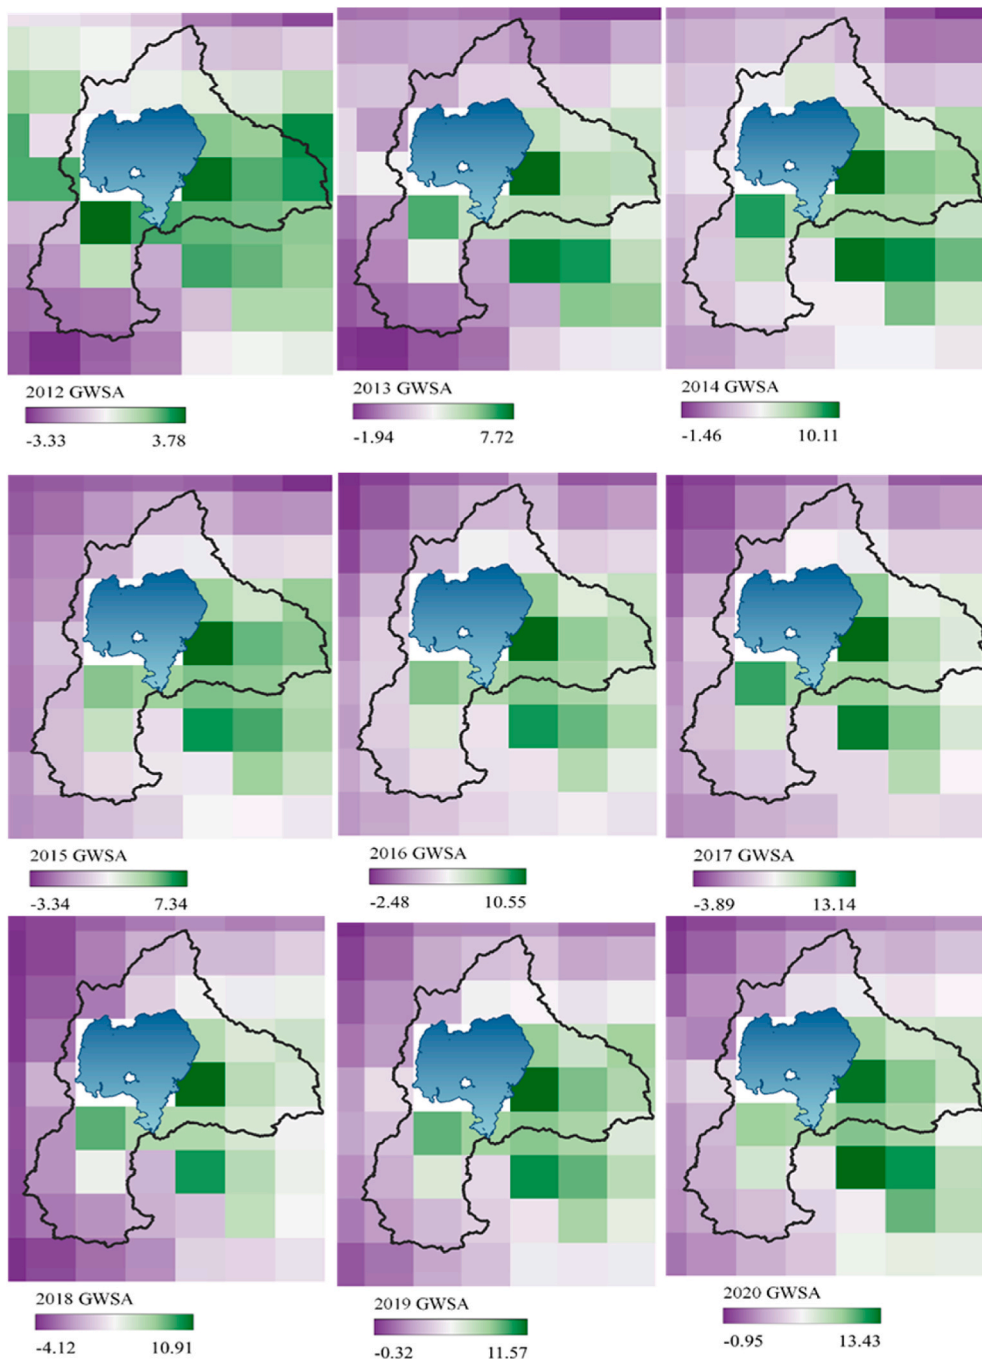 2012 GWSA
-3.33 3.78
2013 GWSA
-1.94 7.72
2014 GWSA
-1.46 10.11
2015 GWSA
-3.34 7.34
2016 GWSA
-2.48 10.55
2017 GWSA
-3.89 13.14
2018 GWSA
-4.12 10.91
2019 GWSA
-0.32 11.57
2020 GWSA
-0.95 13.43